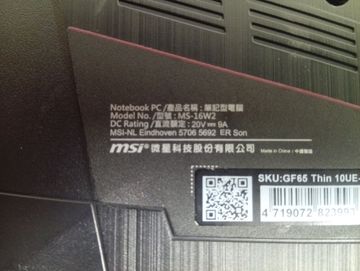 Notebook PC /產品名稱:筆記型電腦
Model No. /型號: MS-16W2
DC Rating /直流額定: 20V⎓9A
MSI-NL Eindhoven 5706 5692 ER Son
msi 微星科技股份有限公司
Made in China / 中國製造
SKU:GF65 Thin 10UE-
4 719072 823993